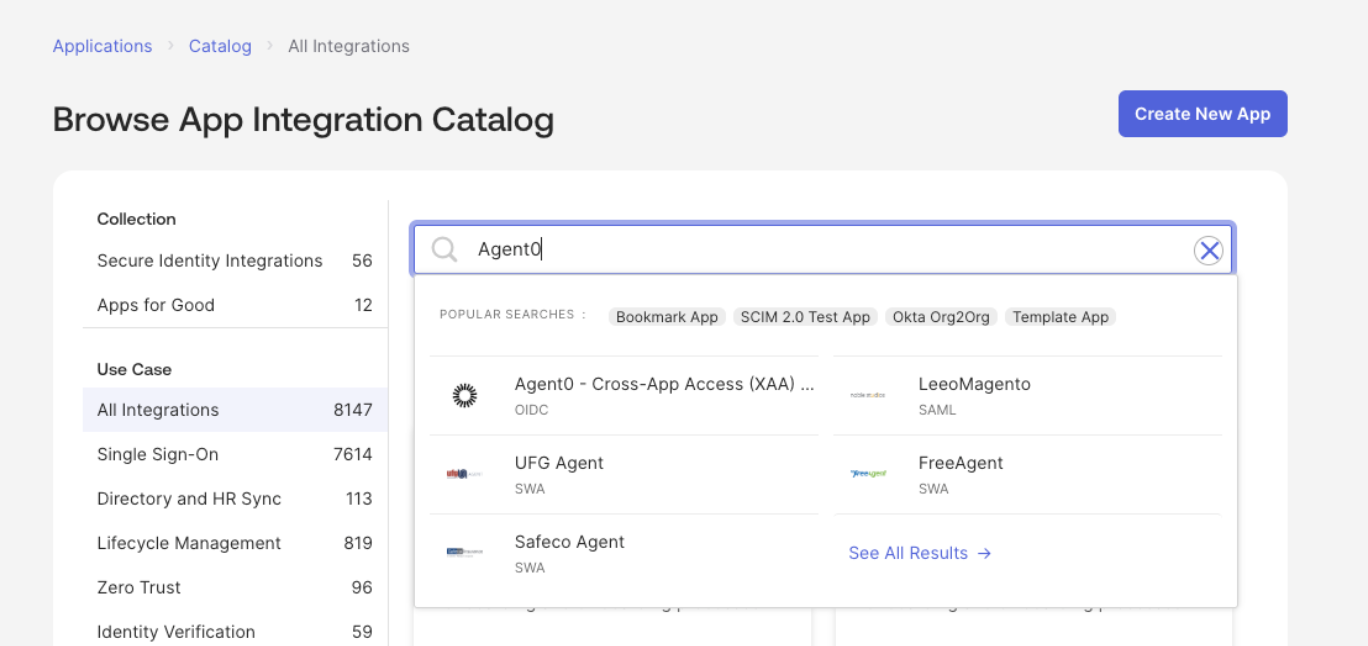 Applications > Catalog > All Integrations
Browse App Integration Catalog
Create New App
Collection
Secure Identity Integrations 56
Apps for Good 12
Use Case
All Integrations 8147
Single Sign-On 7614
Directory and HR Sync 113
Lifecycle Management 819
Zero Trust 96
Identity Verification 59
Agent0
POPULAR SEARCHES : Bookmark App SCIM 2.0 Test App Okta Org2Org Template App
Agent0 - Cross-App Access (XAA) ...
OIDC
LeeoMagento
SAML
UFG Agent
SWA
FreeAgent
SWA
Safeco Agent
SWA
See All Results →